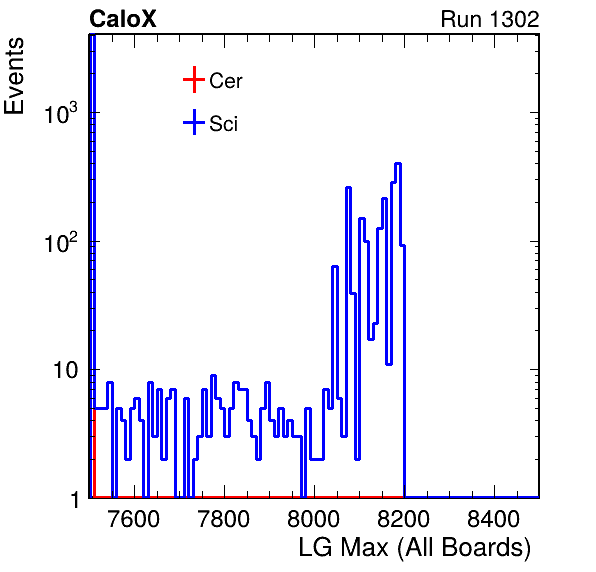 CaloX Run 1302
Events
Cer
Sci
10³
10²
10
1
7600 7800 8000 8200 8400
LG Max (All Boards)